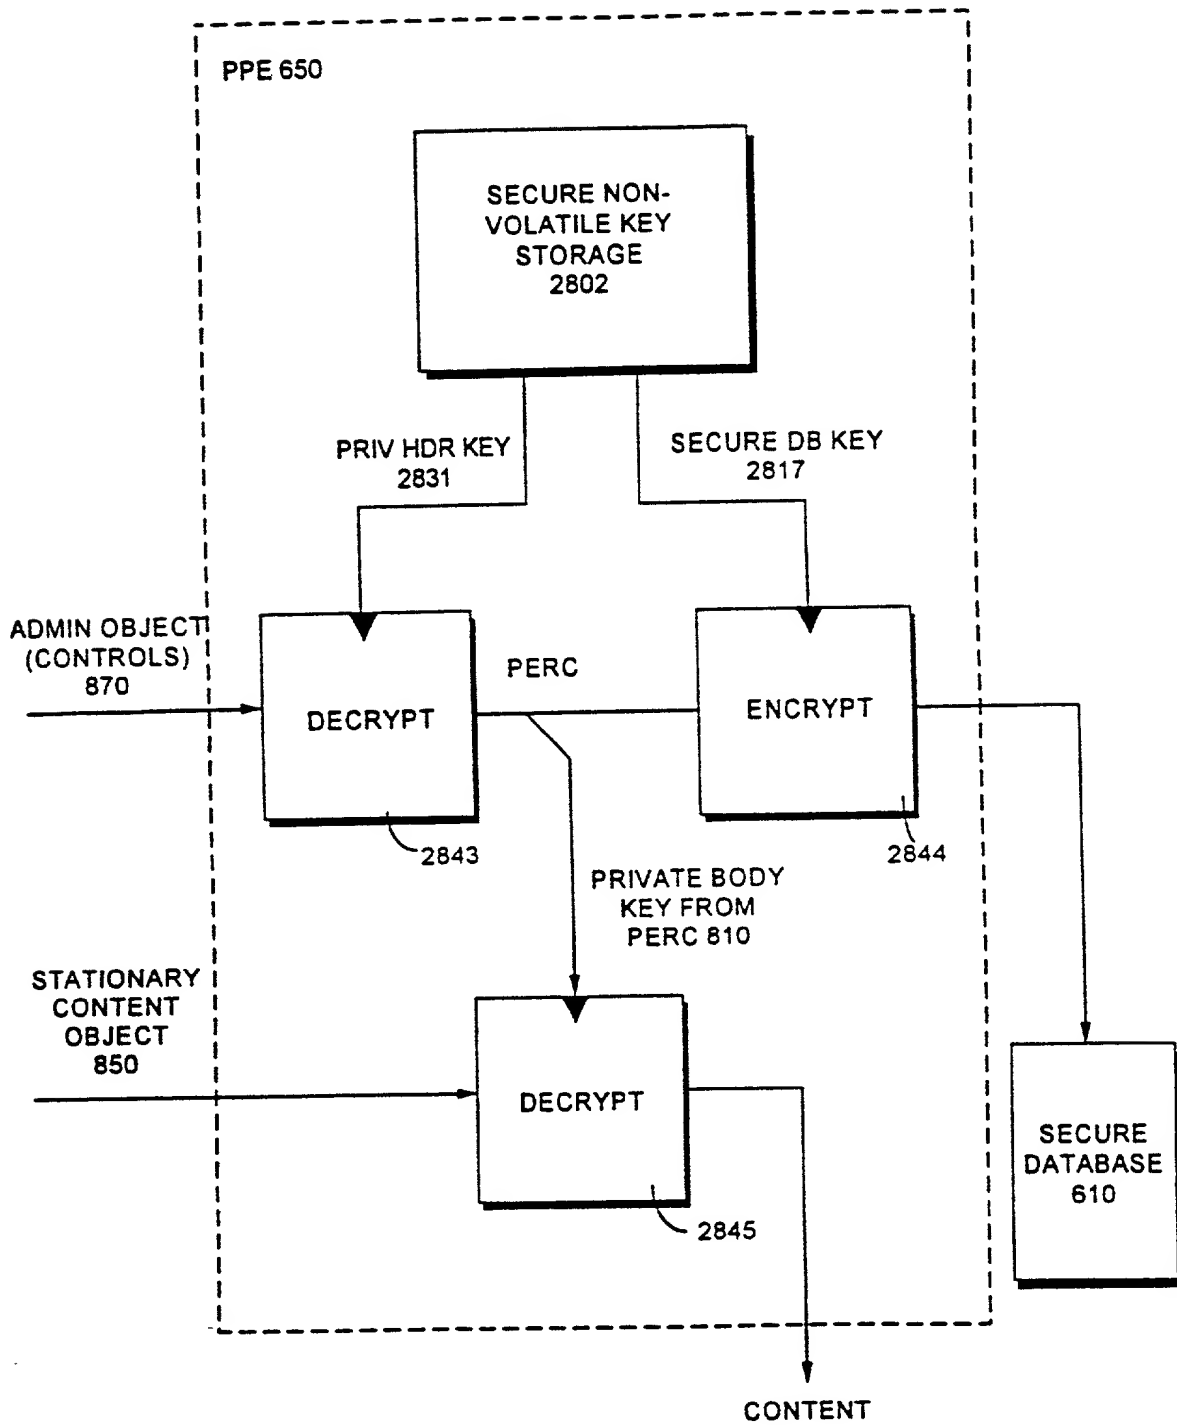 PPE 650
SECURE NON-
VOLATILE KEY
STORAGE
2802
PRIV HDR KEY
2831
SECURE DB KEY
2817
ADMIN OBJECT
(CONTROLS)
870
DECRYPT
PERC
ENCRYPT
2843
2844
PRIVATE BODY
KEY FROM
PERC 810
STATIONARY
CONTENT
OBJECT
850
DECRYPT
2845
SECURE
DATABASE
610
CONTENT